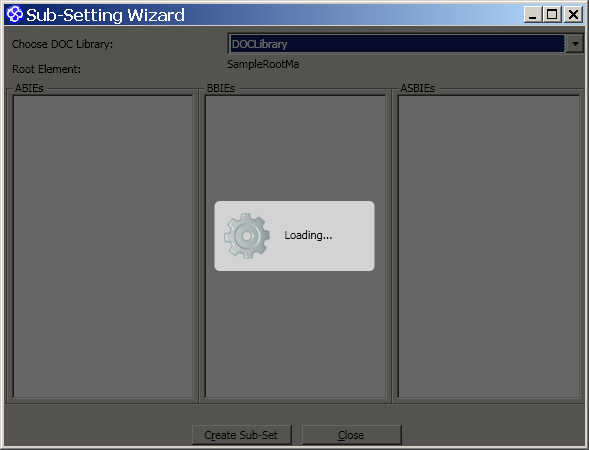 Sub-Setting Wizard
Choose DOC Library:
DOCLibrary
Root Element:
SampleRootMa
ABIEs
BBIEs
ASBIEs
Loading...
Create Sub-Set
Close